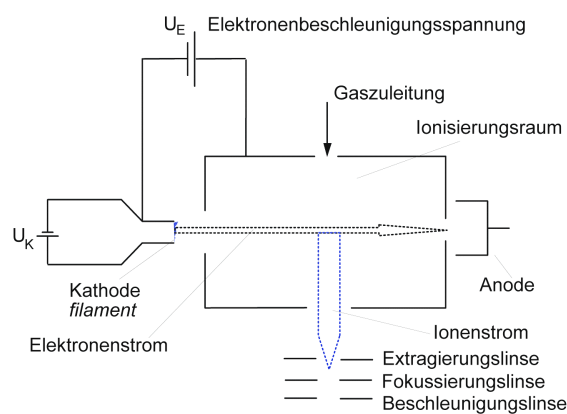 U_E Elektronenbeschleunigungsspannung
Gaszuleitung
Ionisierungsraum
U_K
Kathode
filament
Anode
Elektronenstrom
Ionenstrom
Extragierungslinse
Fokussierungslinse
Beschleunigungslinse